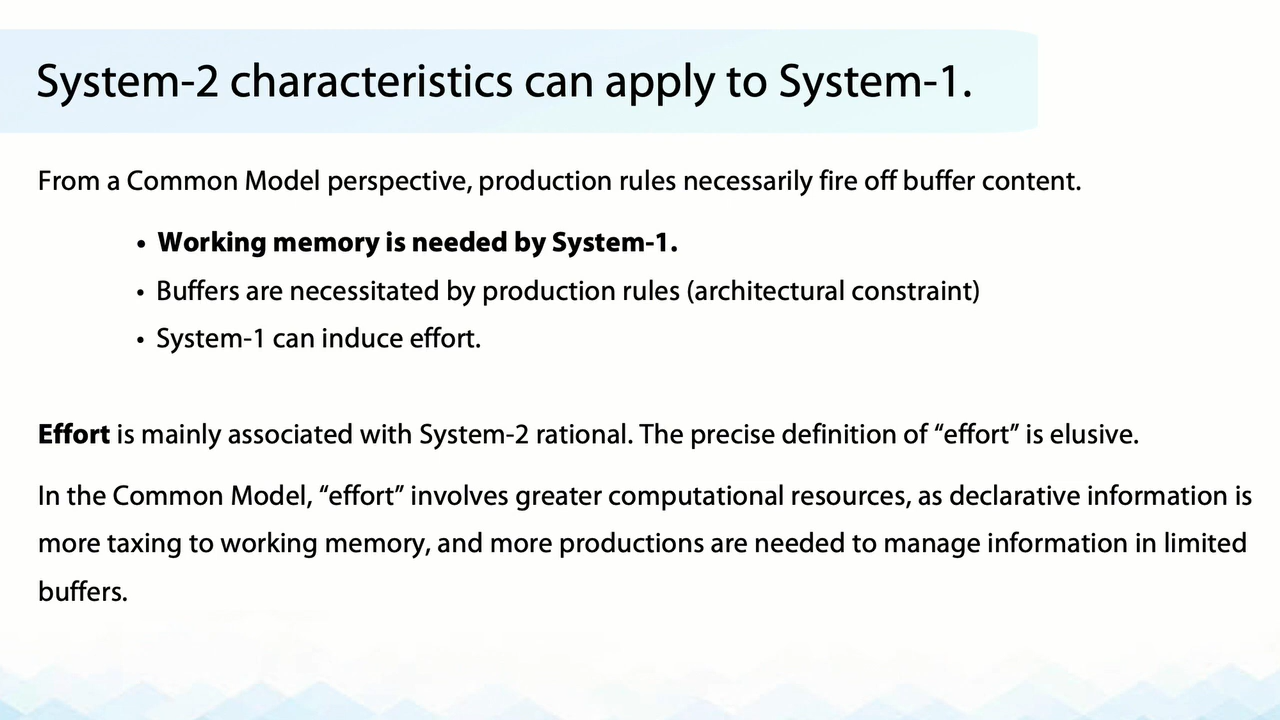 System-2 characteristics can apply to System-1.
From a Common Model perspective, production rules necessarily fire off buffer content.
• Working memory is needed by System-1.
• Buffers are necessitated by production rules (architectural constraint)
• System-1 can induce effort.
Effort is mainly associated with System-2 rational. The precise definition of “effort” is elusive.
In the Common Model, “effort” involves greater computational resources, as declarative information is
more taxing to working memory, and more productions are needed to manage information in limited
buffers.